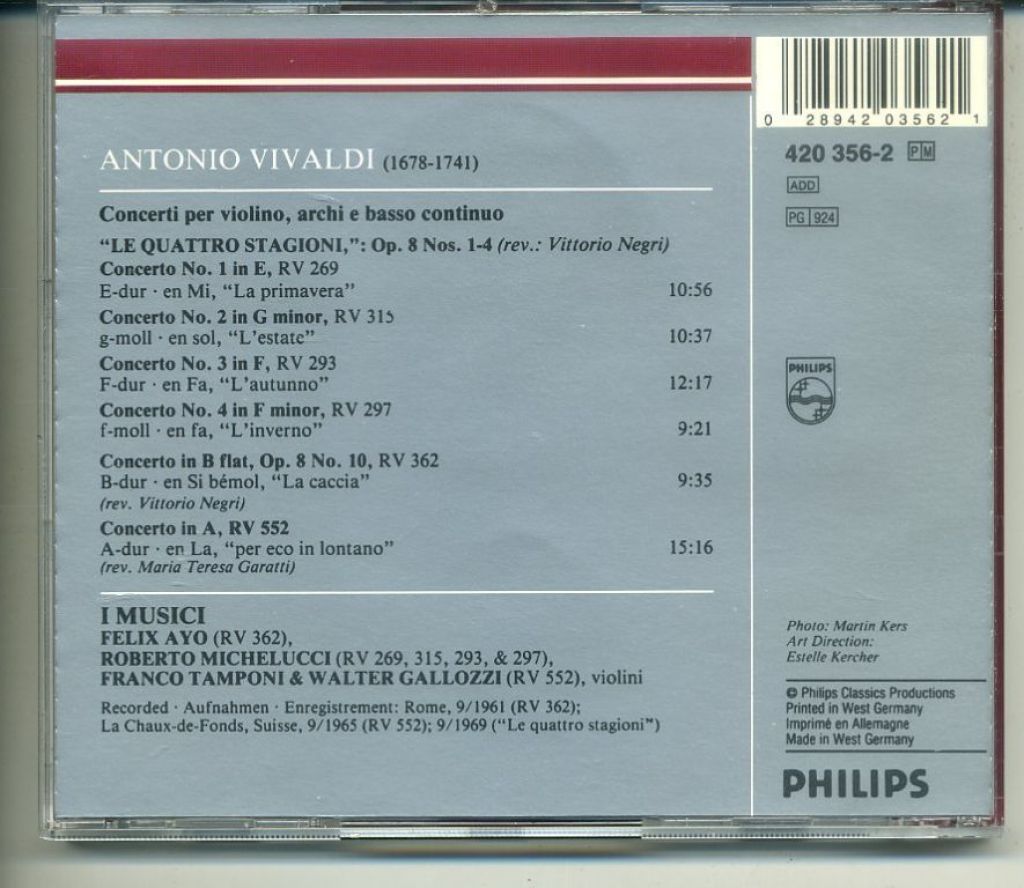 ANTONIO VIVALDI (1678-1741)
Concerti per violino, archi e basso continuo
“LE QUATTRO STAGIONI,”: Op. 8 Nos. 1-4 (rev.: Vittorio Negri)
Concerto No. 1 in E, RV 269
E-dur · en Mi, “La primavera” 10:56
Concerto No. 2 in G minor, RV 315
g-moll · en sol, “L’estate” 10:37
Concerto No. 3 in F, RV 293
F-dur · en Fa, “L’autunno” 12:17
Concerto No. 4 in F minor, RV 297
f-moll · en fa, “L’inverno” 9:21
Concerto in B flat, Op. 8 No. 10, RV 362
B-dur · en Si bémol, “La caccia” 9:35
(rev. Vittorio Negri)
Concerto in A, RV 552
A-dur · en La, “per eco in lontano” 15:16
(rev. Maria Teresa Garatti)
I MUSICI
FELIX AYO (RV 362),
ROBERTO MICHELUCCI (RV 269, 315, 293, & 297),
FRANCO TAMPONI & WALTER GALLOZZI (RV 552), violini
Recorded · Aufnahmen · Enregistrement: Rome, 9/1961 (RV 362);
La Chaux-de-Fonds, Suisse, 9/1965 (RV 552); 9/1969 (“Le quattro stagioni”)
0 28942 03562 1
420 356-2 PM
ADD
PG 924
PHILIPS
Photo: Martin Kers
Art Direction:
Estelle Kercher
℗ Philips Classics Productions
Printed in West Germany
Imprimé en Allemagne
Made in West Germany
PHILIPS